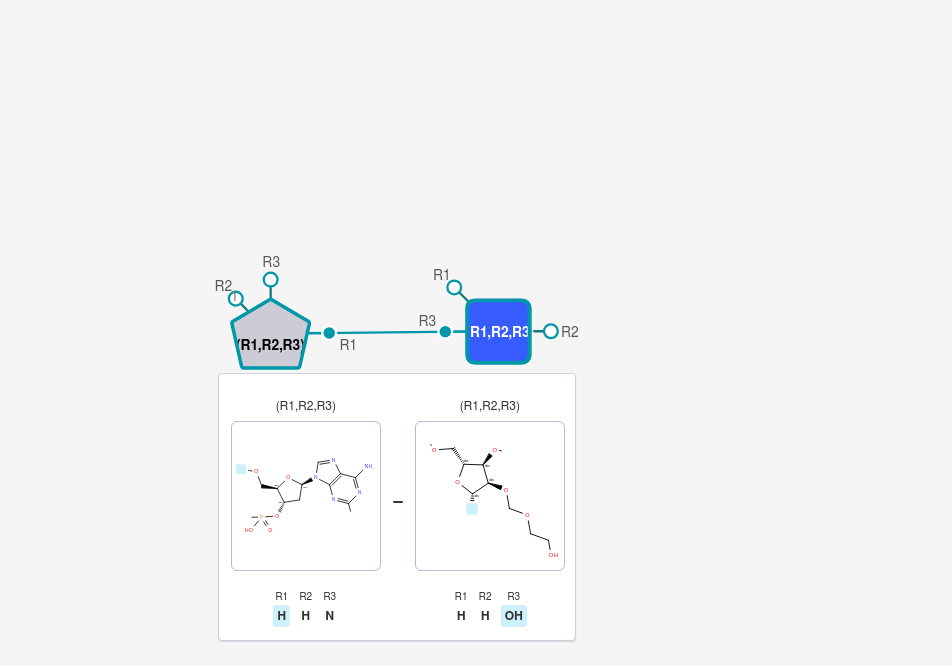 R3
R2
R1
R3
R2
(R1,R2,R3)
R1
R1,R2,R3
(R1,R2,R3) (R1,R2,R3)
O O N N N N N NH O P O HO
O O O O O OH
R1 R2 R3 R1 R2 R3
H H N – H H OH